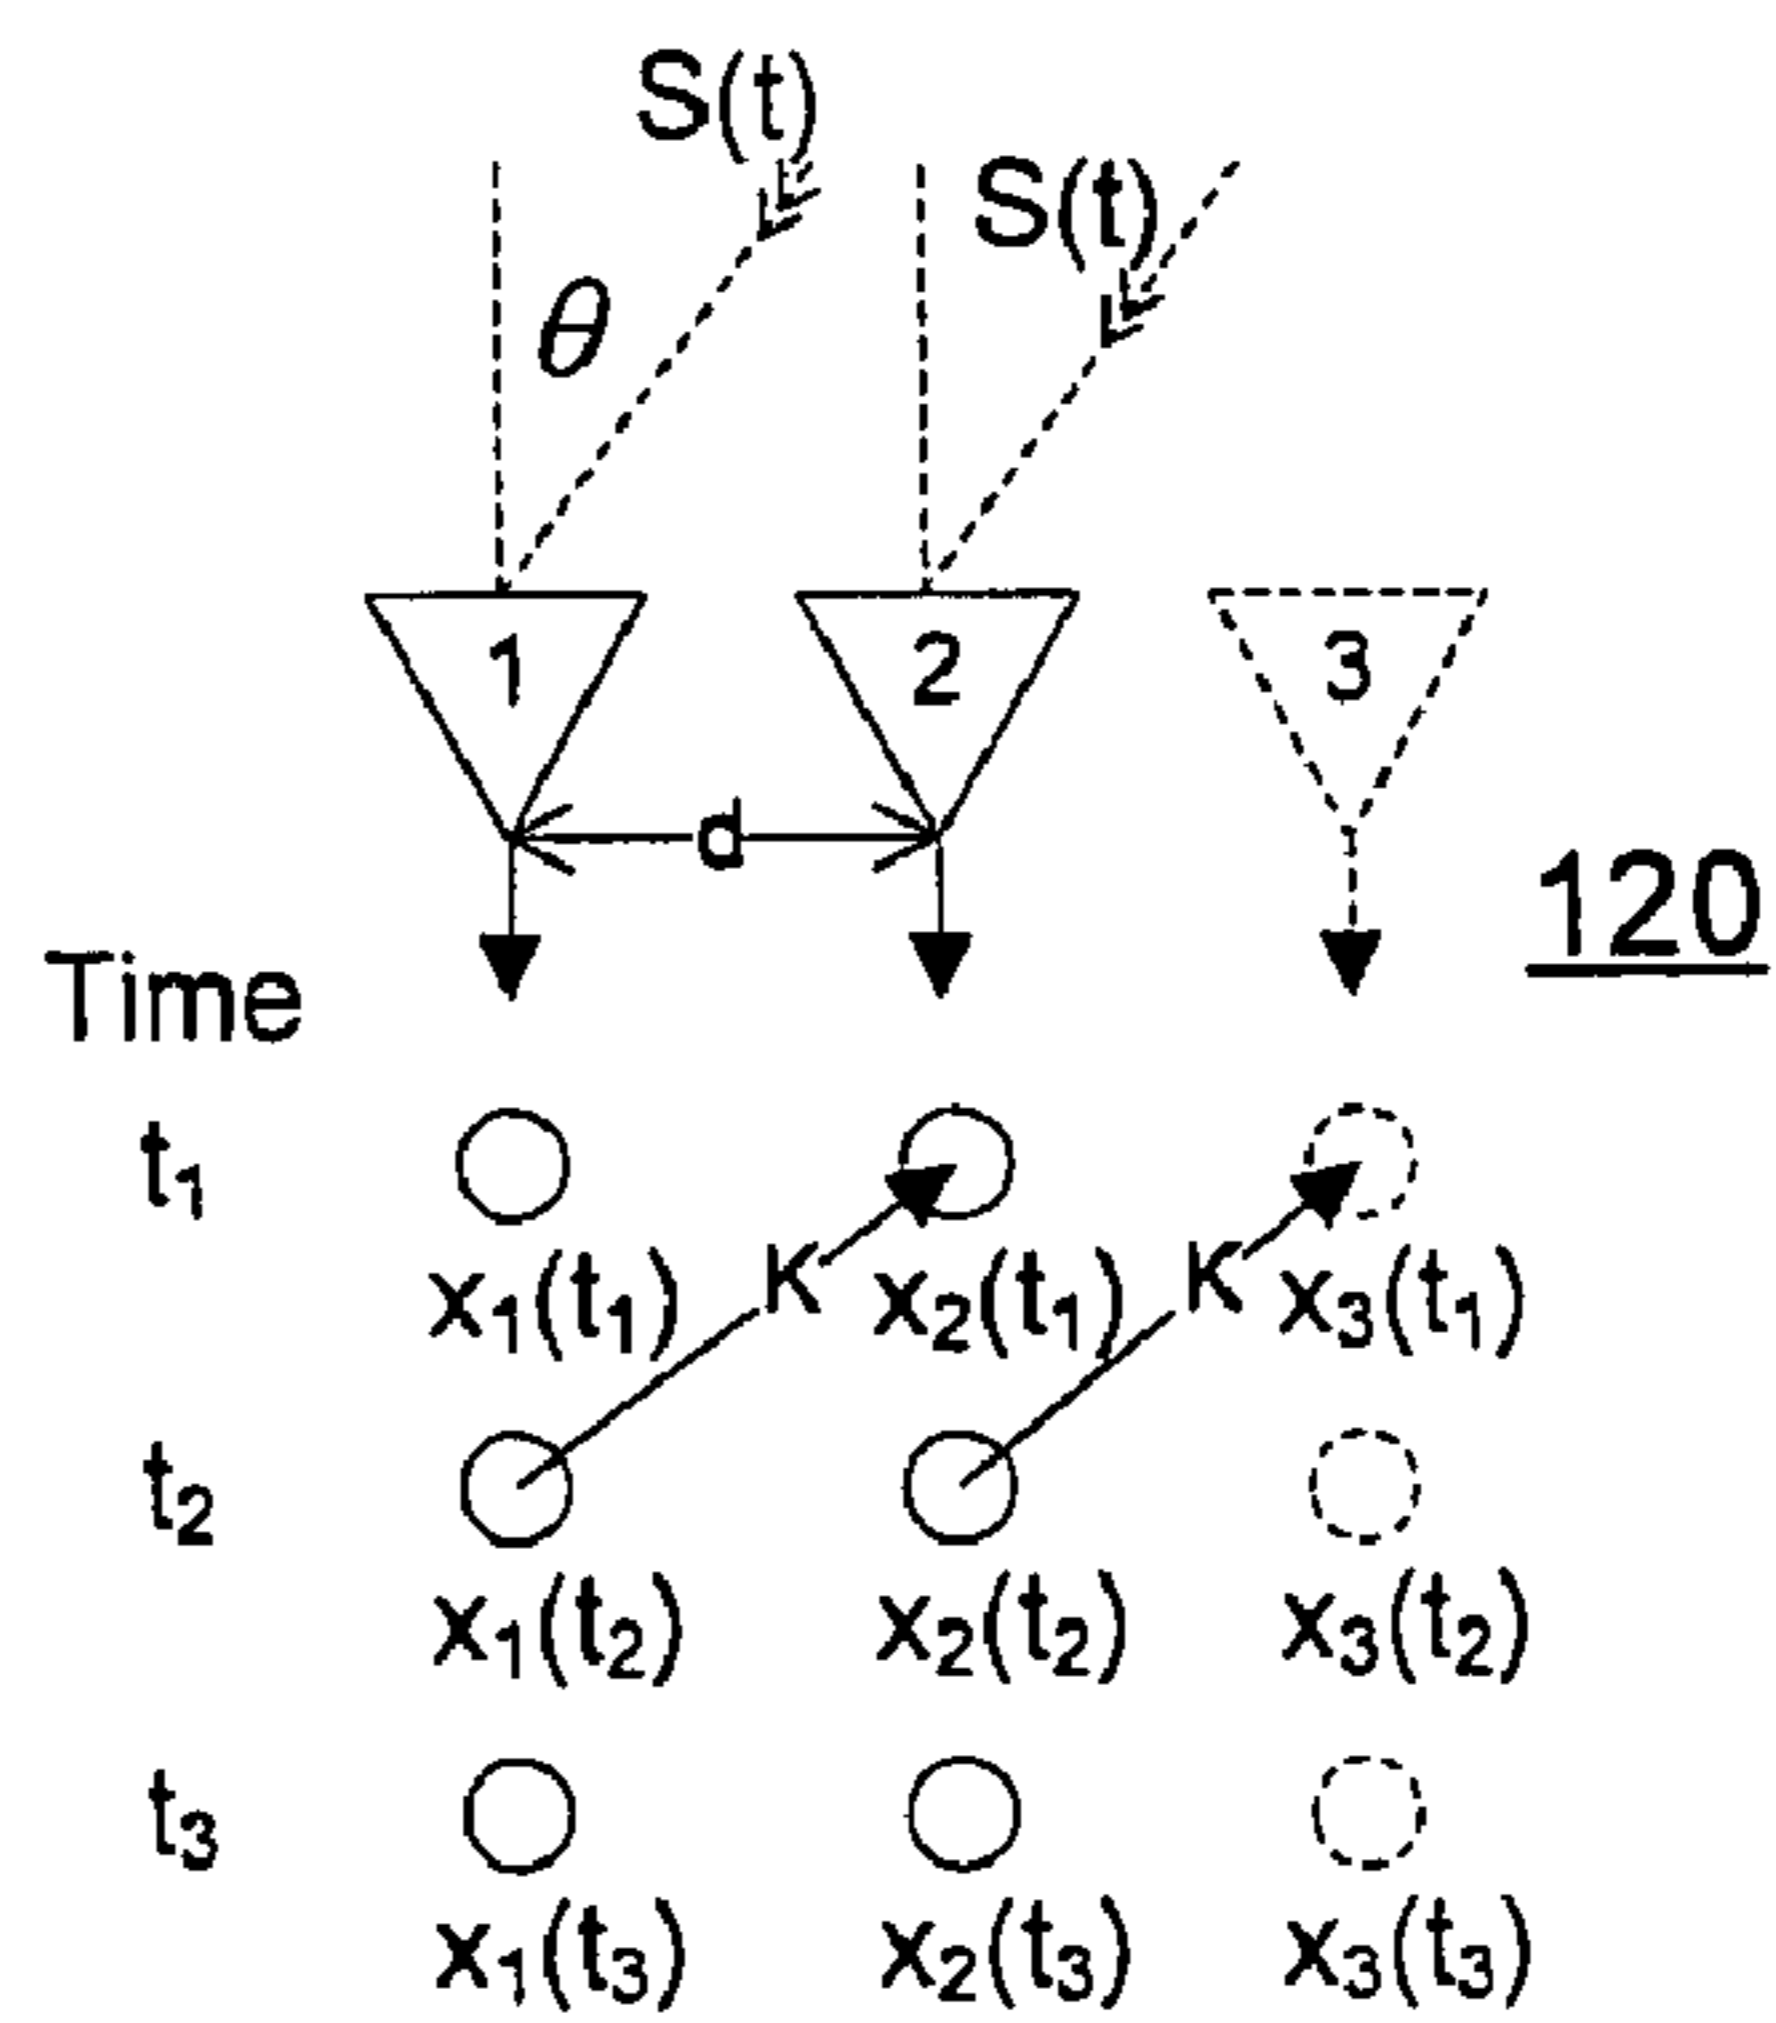 S(t)
S(t)
θ
1 2 3
d
120
Time
t₁
K K
x₁(t₁) x₂(t₁) x₃(t₁)
t₂
x₁(t₂) x₂(t₂) x₃(t₂)
t₃
x₁(t₃) x₂(t₃) x₃(t₃)